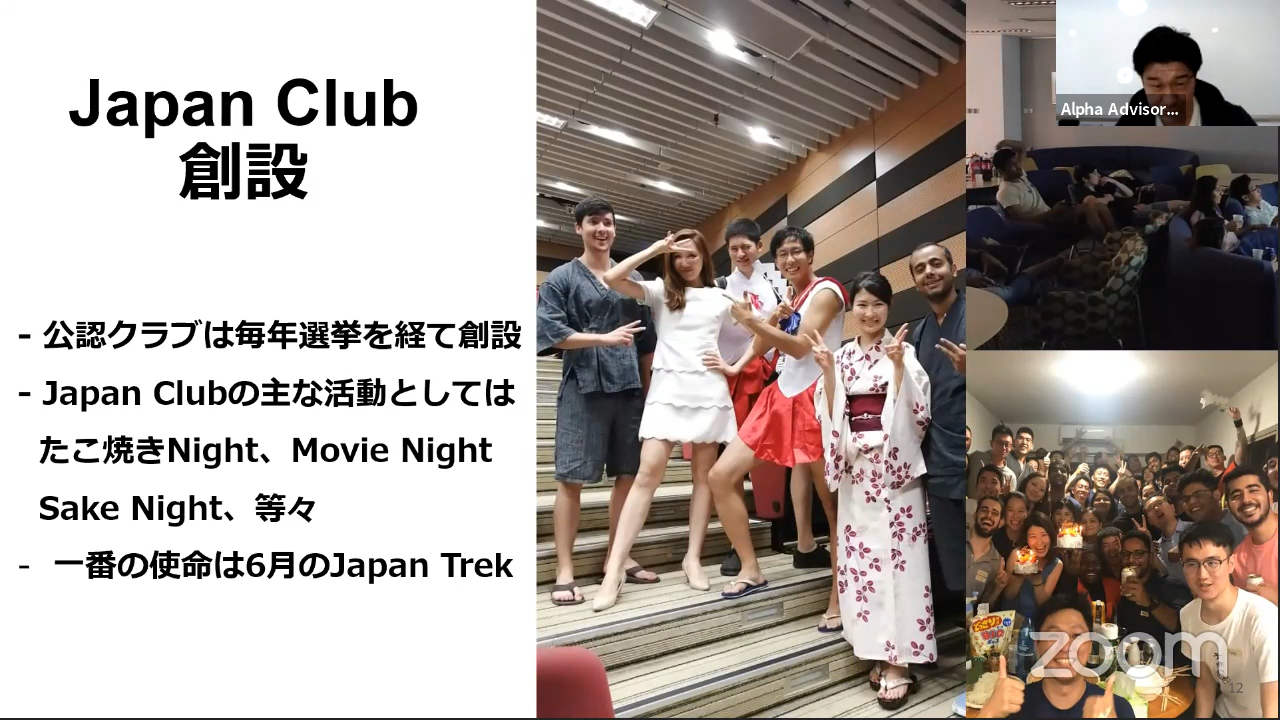 Japan Club
創設
- 公認クラブは毎年選挙を経て創設
- Japan Clubの主な活動としては
たこ焼きNight、Movie Night
Sake Night、等々
- 一番の使命は6月のJapan Trek
Alpha Advisor...
zoom
12